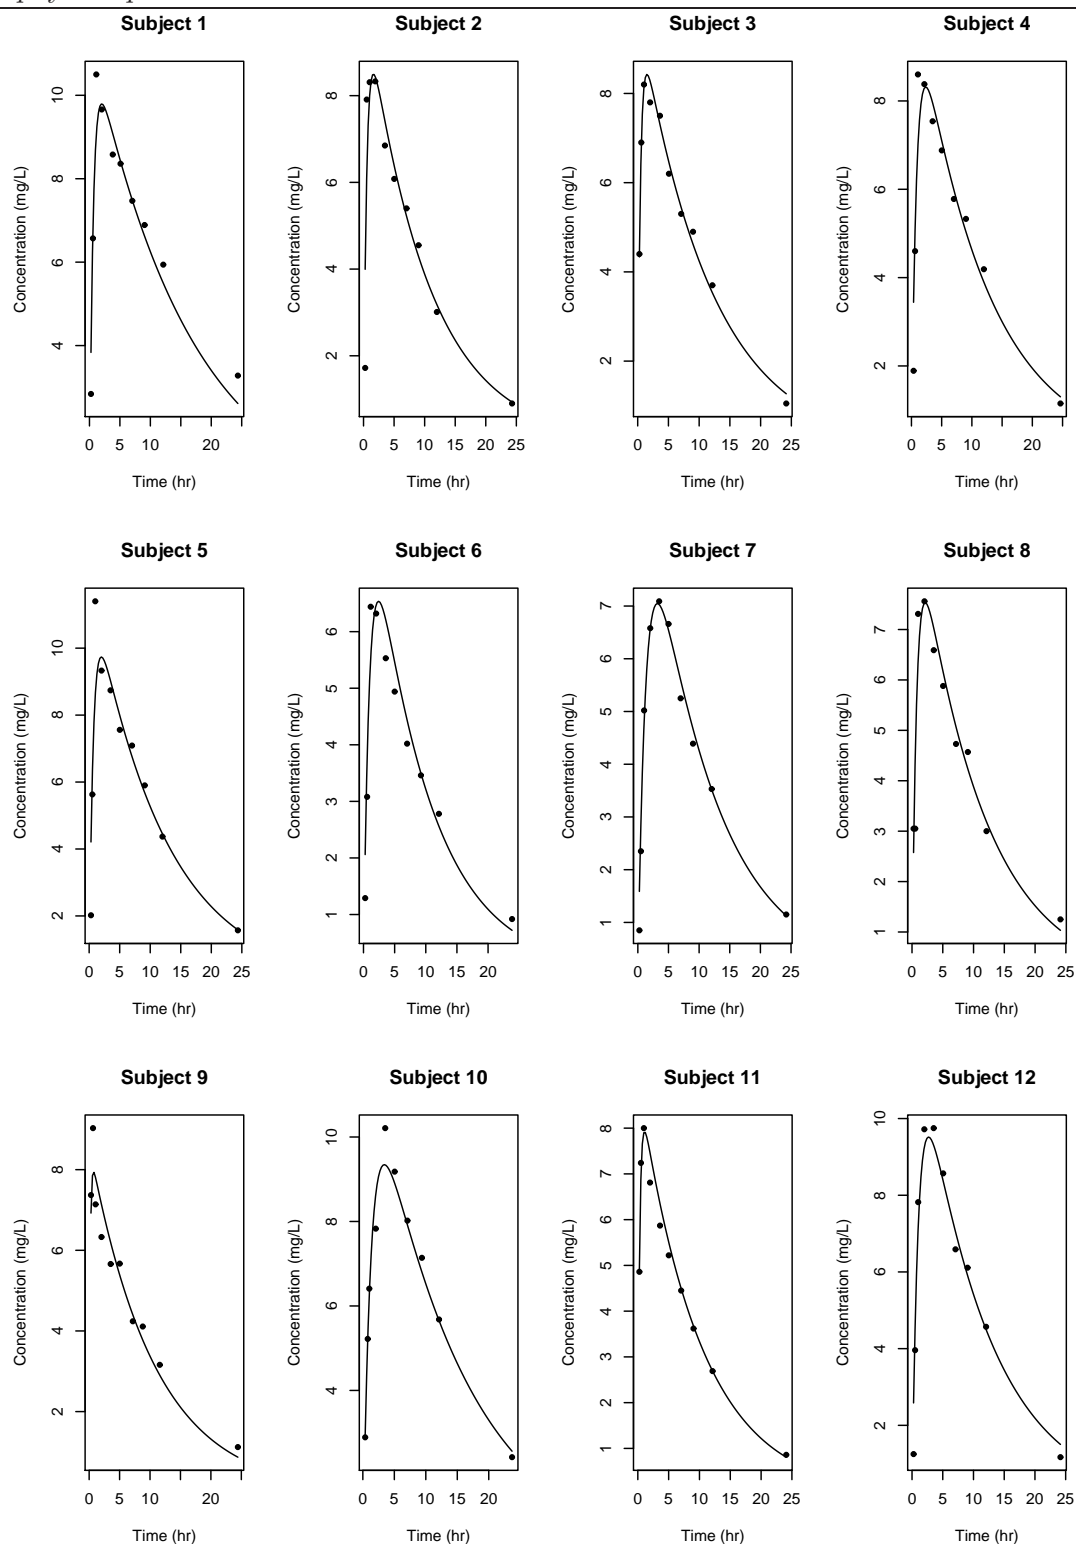 Subject 1 Subject 2 Subject 3 Subject 4
Concentration (mg/L) 4 6 8 10 Concentration (mg/L) 2 4 6 8 Concentration (mg/L) 2 4 6 8 Concentration (mg/L) 2 4 6 8
0 5 10 20 0 5 10 15 20 25 0 5 10 15 20 25 0 5 10 20
Time (hr) Time (hr) Time (hr) Time (hr)
Subject 5 Subject 6 Subject 7 Subject 8
Concentration (mg/L) 2 4 6 8 10 Concentration (mg/L) 1 2 3 4 5 6 Concentration (mg/L) 1 2 3 4 5 6 7 Concentration (mg/L) 1 2 3 4 5 6 7
0 5 10 15 20 25 0 5 10 20 0 5 10 15 20 25 0 5 10 15 20 25
Time (hr) Time (hr) Time (hr) Time (hr)
Subject 9 Subject 10 Subject 11 Subject 12
Concentration (mg/L) 2 4 6 8 Concentration (mg/L) 4 6 8 10 Concentration (mg/L) 1 2 3 4 5 6 7 8 Concentration (mg/L) 2 4 6 8 10
0 5 10 20 0 5 10 20 0 5 10 15 20 25 0 5 10 15 20 25
Time (hr) Time (hr) Time (hr) Time (hr)